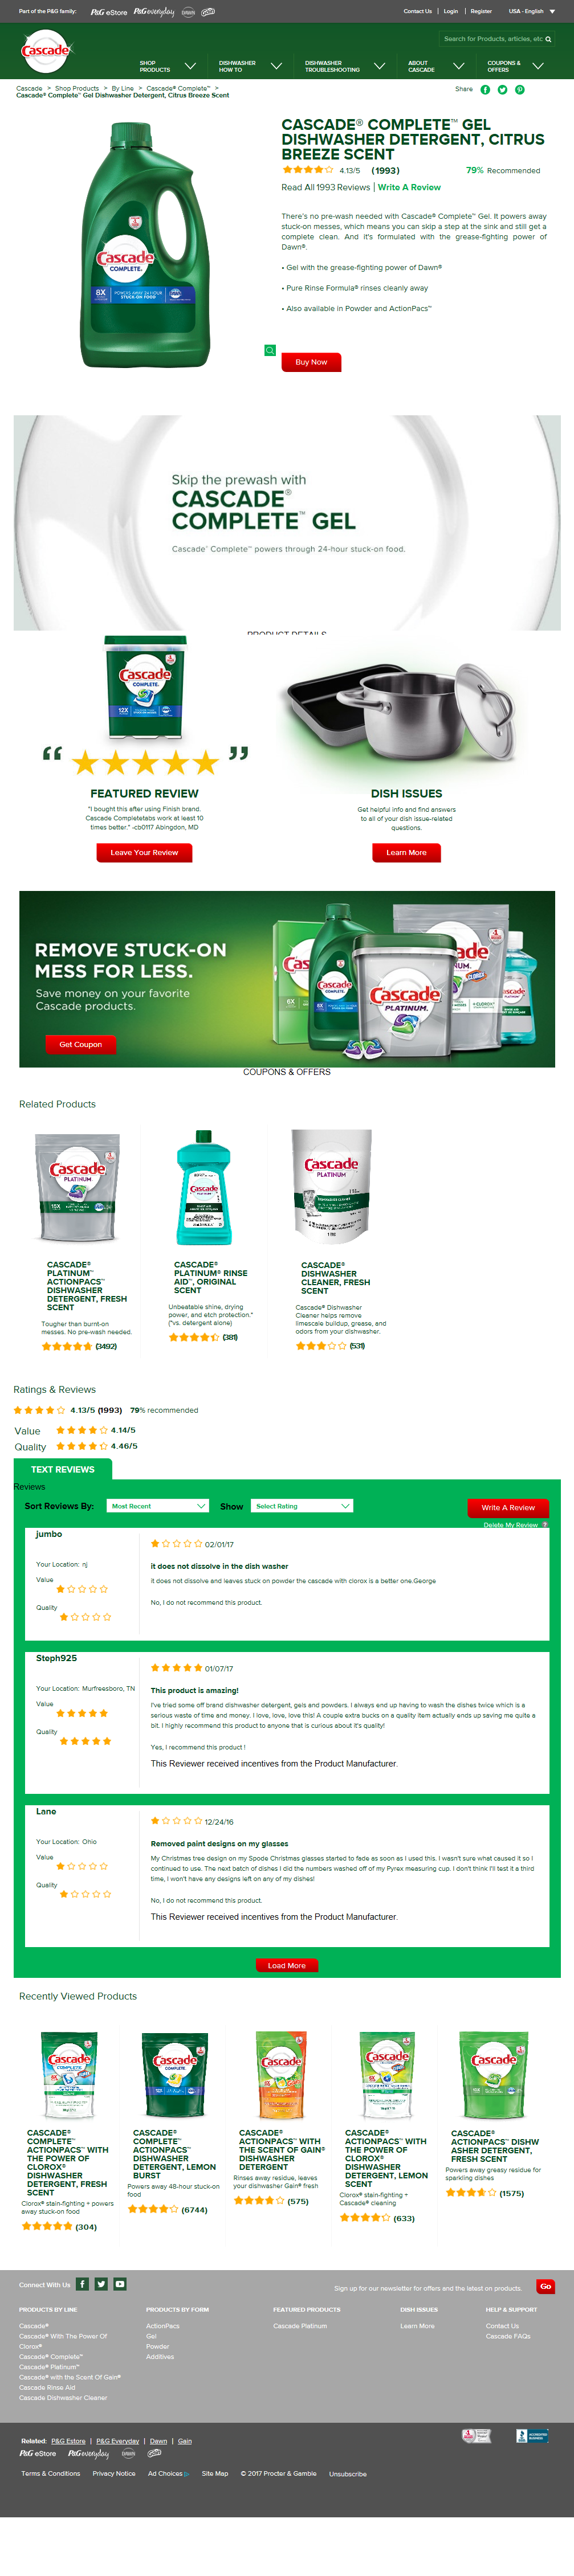 Part of the P&G family:
P&G eStore
P&G everyday
DAWN
Contact Us | Login | Register
USA - English
Cascade
Search for Products, articles, etc
SHOP
PRODUCTS
DISHWASHER
HOW TO
DISHWASHER
TROUBLESHOOTING
ABOUT
CASCADE
COUPONS &
OFFERS
Cascade > Shop Products > By Line > Cascade® Complete™ >
Cascade® Complete™ Gel Dishwasher Detergent, Citrus Breeze Scent
Share
CASCADE® COMPLETE™ GEL
DISHWASHER DETERGENT, CITRUS
BREEZE SCENT
4.13/5 (1993) 79% Recommended
Read All 1993 Reviews | Write A Review
There's no pre-wash needed with Cascade® Complete™ Gel. It powers away
stuck-on messes, which means you can skip a step at the sink and still get a
complete clean. And it's formulated with the grease-fighting power of
Dawn®.
• Gel with the grease-fighting power of Dawn®
• Pure Rinse Formula® rinses cleanly away
• Also available in Powder and ActionPacs™
Buy Now
Cascade
COMPLETE
8X
POWERS AWAY 24-HOUR
STUCK-ON FOOD
Skip the prewash with
CASCADE®
COMPLETE™ GEL
Cascade® Complete™ powers through 24-hour stuck-on food.
PRODUCT DETAILS
Cascade
COMPLETE
12X
“ ”
FEATURED REVIEW
"I bought this after using Finish brand.
Cascade Completetabs work at least 10
times better." -cb0117 Abingdon, MD
Leave Your Review
DISH ISSUES
Get helpful info and find answers
to all of your dish issue-related
questions.
Learn More
REMOVE STUCK-ON
MESS FOR LESS.
Save money on your favorite
Cascade products.
Get Coupon
Cascade
PLATINUM
COUPONS & OFFERS
Related Products
Cascade
PLATINUM
Cascade
Cascade
PLATINUM
CASCADE®
PLATINUM™
ACTIONPACS™
DISHWASHER
DETERGENT, FRESH
SCENT
Tougher than burnt-on
messes. No pre-wash needed.
(3492)
CASCADE®
PLATINUM® RINSE
AID™, ORIGINAL
SCENT
Unbeatable shine, drying
power, and etch protection.*
(*vs. detergent alone)
(381)
CASCADE®
DISHWASHER
CLEANER, FRESH
SCENT
Cascade® Dishwasher
Cleaner helps remove
limescale buildup, grease, and
odors from your dishwasher.
(531)
Ratings & Reviews
4.13/5 (1993) 79% recommended
Value 4.14/5
Quality 4.46/5
TEXT REVIEWS
Reviews
Sort Reviews By: Most Recent Show Select Rating
Write A Review
Delete My Review ?
jumbo
Your Location: nj
Value
Quality
02/01/17
it does not dissolve in the dish washer
it does not dissolve and leaves stuck on powder the cascade with clorox is a better one.George
No, I do not recommend this product.
Steph925
Your Location: Murfreesboro, TN
Value
Quality
01/07/17
This product is amazing!
I've tried some off brand dishwasher detergent, gels and powders. I always end up having to wash the dishes twice which is a
serious waste of time and money. I love, love, love this! A couple extra bucks on a quality item actually ends up saving me quite a
bit. I highly recommend this product to anyone that is curious about it's quality!
Yes, I recommend this product !
This Reviewer received incentives from the Product Manufacturer.
Lane
Your Location: Ohio
Value
Quality
12/24/16
Removed paint designs on my glasses
My Christmas tree design on my Spode Christmas glasses started to fade as soon as I used this. I wasn't sure what caused it so I
continued to use. The next batch of dishes I did the numbers washed off of my Pyrex measuring cup. I don't think I'll test it a third
time, I won't have any designs left on any of my dishes!
No, I do not recommend this product.
This Reviewer received incentives from the Product Manufacturer.
Load More
Recently Viewed Products
Cascade
Cascade
Cascade
Cascade
Cascade
CASCADE®
COMPLETE™
ACTIONPACS™ WITH
THE POWER OF
CLOROX®
DISHWASHER
DETERGENT, FRESH
SCENT
Clorox® stain-fighting + powers
away stuck-on food
(304)
CASCADE®
COMPLETE™
ACTIONPACS™
DISHWASHER
DETERGENT, LEMON
BURST
Powers away 48-hour stuck-on
food
(6744)
CASCADE®
ACTIONPACS™ WITH
THE SCENT OF GAIN®
DISHWASHER
DETERGENT
Rinses away residue, leaves
your dishwasher Gain® fresh
(575)
CASCADE®
ACTIONPACS™ WITH
THE POWER OF
CLOROX®
DISHWASHER
DETERGENT, LEMON
SCENT
Clorox® stain-fighting +
Cascade® cleaning
(633)
CASCADE®
ACTIONPACS™ DISHW
ASHER DETERGENT,
FRESH SCENT
Powers away greasy residue for
sparkling dishes
(1575)
Connect With Us
Sign up for our newsletter for offers and the latest on products.
Go
PRODUCTS BY LINE
Cascade®
Cascade® With The Power Of
Clorox®
Cascade® Complete™
Cascade® Platinum™
Cascade® with the Scent Of Gain®
Cascade Rinse Aid
Cascade Dishwasher Cleaner
PRODUCTS BY FORM
ActionPacs
Gel
Powder
Additives
FEATURED PRODUCTS
Cascade Platinum
DISH ISSUES
Learn More
HELP & SUPPORT
Contact Us
Cascade FAQs
Related: P&G Estore | P&G Everyday | Dawn | Gain
P&G eStore
P&G everyday
DAWN
ACCREDITED
BUSINESS
Terms & Conditions
Privacy Notice
Ad Choices
Site Map
© 2017 Procter & Gamble
Unsubscribe